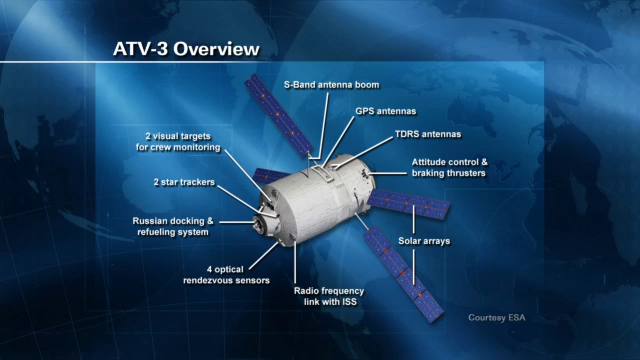 ATV-3 Overview
S-Band antenna boom
GPS antennas
TDRS antennas
2 visual targets
for crew monitoring
Attitude control &
braking thrusters
2 star trackers
Russian docking &
refueling system
Solar arrays
4 optical
rendezvous sensors
Radio frequency
link with ISS
Courtesy ESA